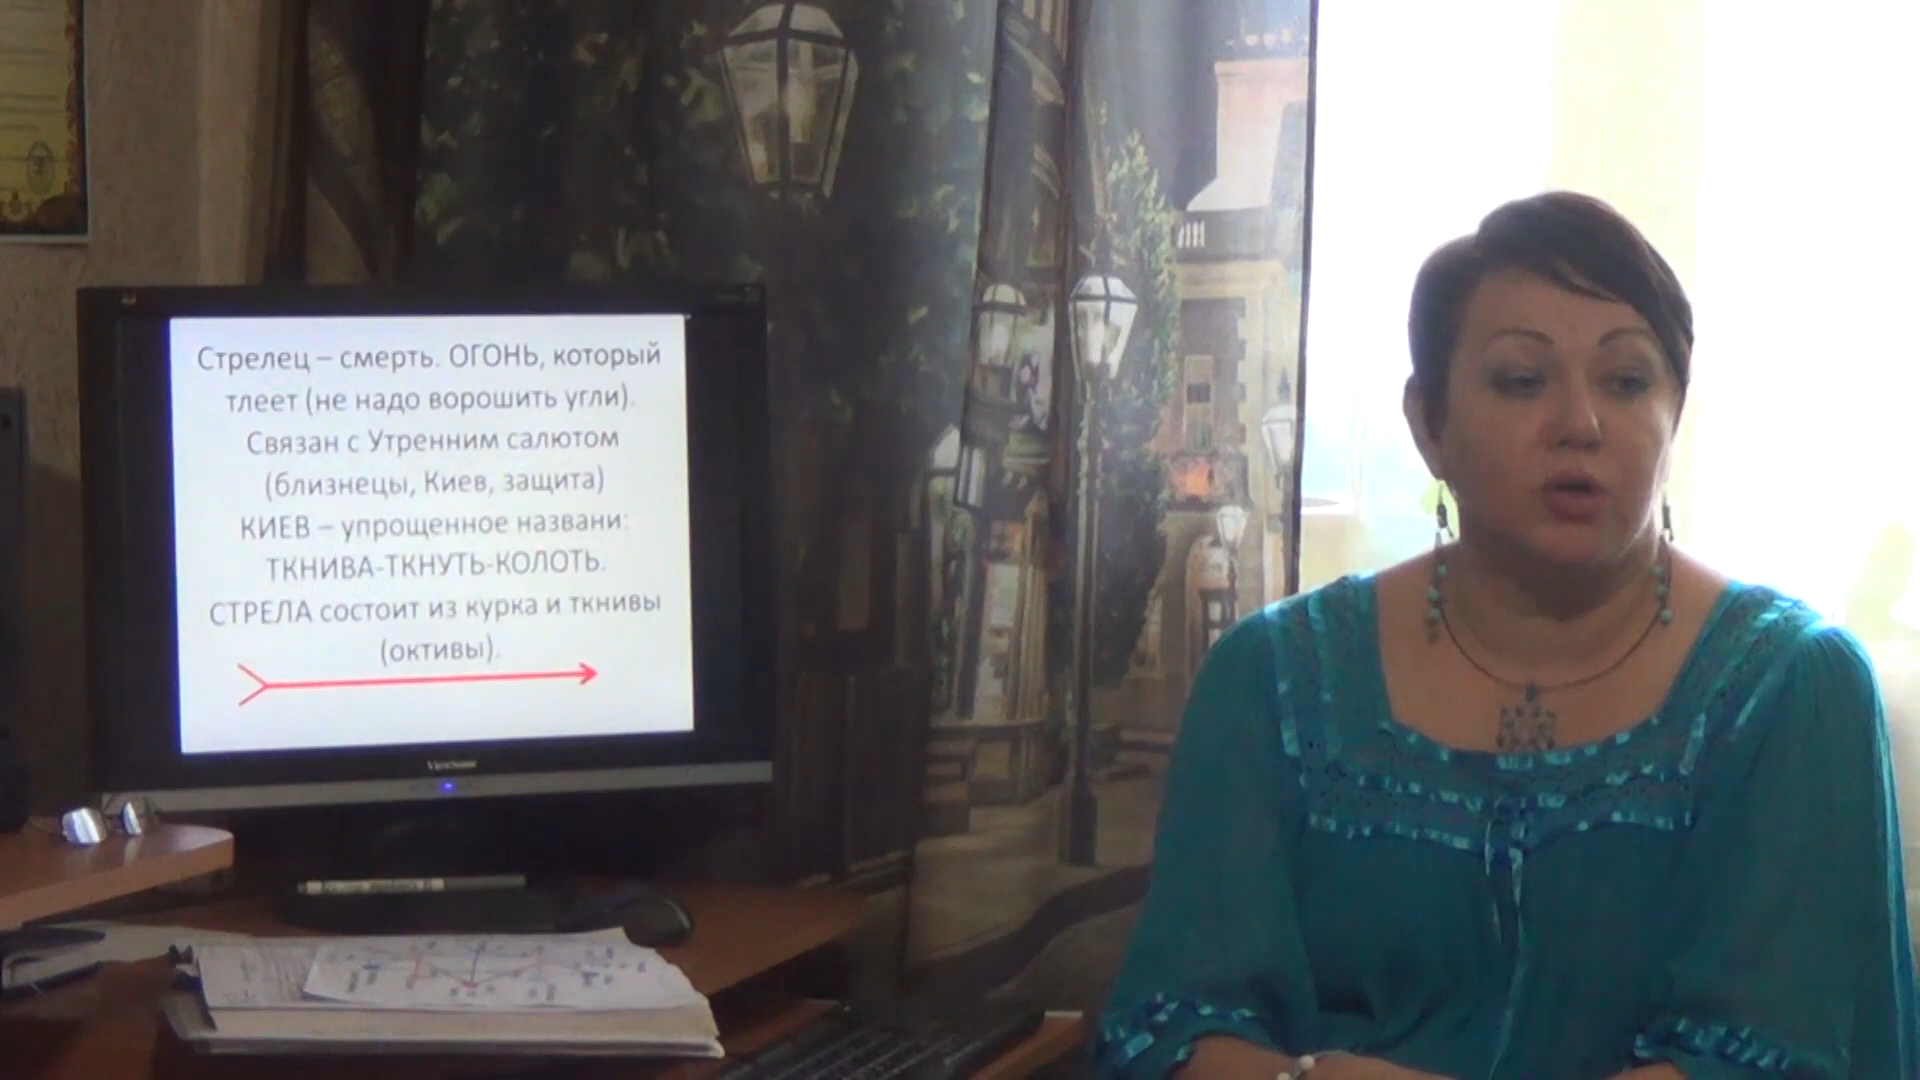 Стрелец – смерть. ОГОНЬ, который
тлеет (не надо ворошить угли).
Связан с Утренним салютом
(близнецы, Киев, защита)
КИЕВ – упрощенное названи:
ТКНИВА-ТКНУТЬ-КОЛОТЬ.
СТРЕЛА состоит из курка и ткнивы
(октивы).
ViewSonic